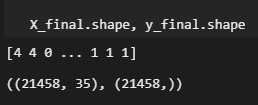 X_final.shape, y_final.shape
[4 4 0 ... 1 1 1]
((21458, 35), (21458,))